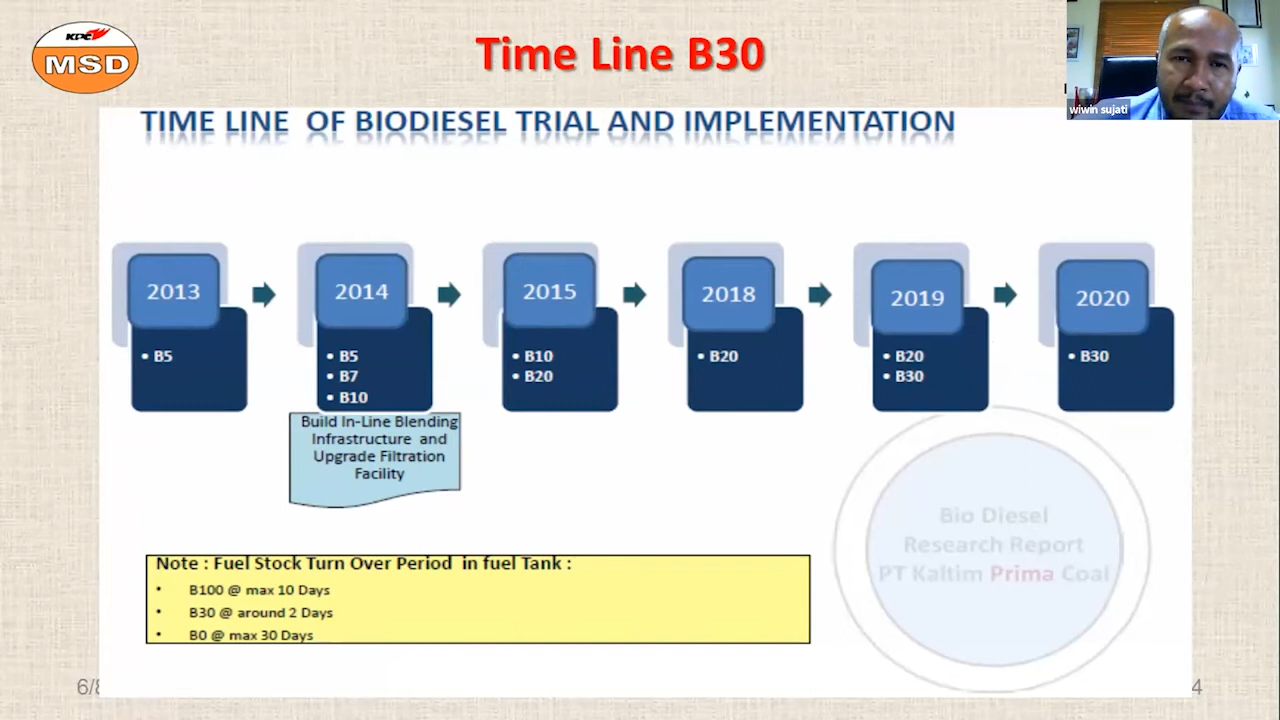 KPC
MSD
Time Line B30
wiwin sujati
TIME LINE OF BIODIESEL TRIAL AND IMPLEMENTATION
2013
2014
2015
2018
2019
2020
• B5
• B5
• B7
• B10
• B10
• B20
• B20
• B20
• B30
• B30
Build In-Line Blending
Infrastructure and
Upgrade Filtration
Facility
Bio Diesel
Research Report
PT Kaltim Prima Coal
Note : Fuel Stock Turn Over Period in fuel Tank :
• B100 @ max 10 Days
• B30 @ around 2 Days
• B0 @ max 30 Days
6/8
4